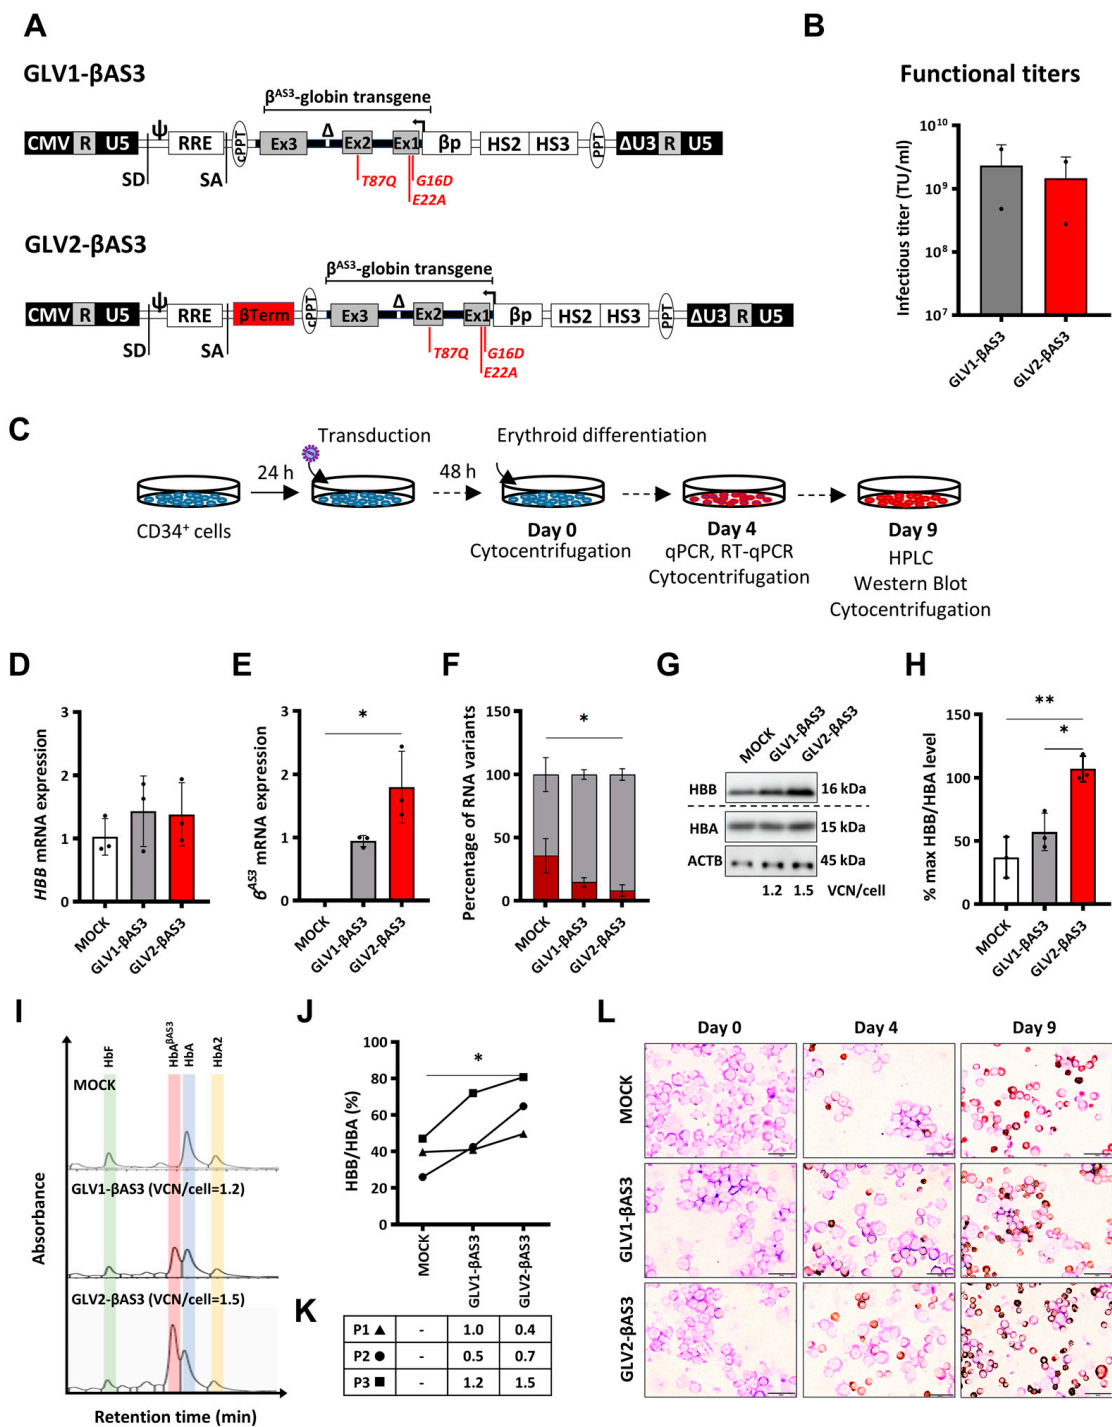 A
GLV1-βAS3
β^AS3-globin transgene
CMV R U5 ψ RRE cPPT Ex3 Δ Ex2 Ex1 βp HS2 HS3 PPT ΔU3 R U5
SD SA T87Q G16D
E22A
GLV2-βAS3
β^AS3-globin transgene
CMV R U5 ψ RRE βTerm cPPT Ex3 Δ Ex2 Ex1 βp HS2 HS3 PPT ΔU3 R U5
SD SA T87Q G16D
E22A
B
Functional titers
Infectious titer (TU/ml)
10^10
10^9
10^8
10^7
GLV1-βAS3
GLV2-βAS3
C
Transduction
Erythroid differentiation
24 h
48 h
CD34+ cells
Day 0
Cytocentrifugation
Day 4
qPCR, RT-qPCR
Cytocentrifugation
Day 9
HPLC
Western Blot
Cytocentrifugation
D
HBB mRNA expression
3
2
1
0
MOCK
GLV1-βAS3
GLV2-βAS3
E
β^AS3 mRNA expression
3
2
1
0
*
MOCK
GLV1-βAS3
GLV2-βAS3
F
Percentage of RNA variants
150
100
50
0
*
MOCK
GLV1-βAS3
GLV2-βAS3
G
MOCK
GLV1-βAS3
GLV2-βAS3
HBB 16 kDa
HBA 15 kDa
ACTB 45 kDa
1.2 1.5 VCN/cell
H
% max HBB/HBA level
150
100
50
0
**
*
MOCK
GLV1-βAS3
GLV2-βAS3
I
HbF
HbA^βAS3
HbA
HbA2
MOCK
GLV1-βAS3 (VCN/cell=1.2)
GLV2-βAS3 (VCN/cell=1.5)
Absorbance
Retention time (min)
J
HBB/HBA (%)
100
80
60
40
20
0
*
MOCK
GLV1-βAS3
GLV2-βAS3
K
P1 ▲ - 1.0 0.4
P2 ● - 0.5 0.7
P3 ■ - 1.2 1.5
L
Day 0 Day 4 Day 9
MOCK
GLV1-βAS3
GLV2-βAS3